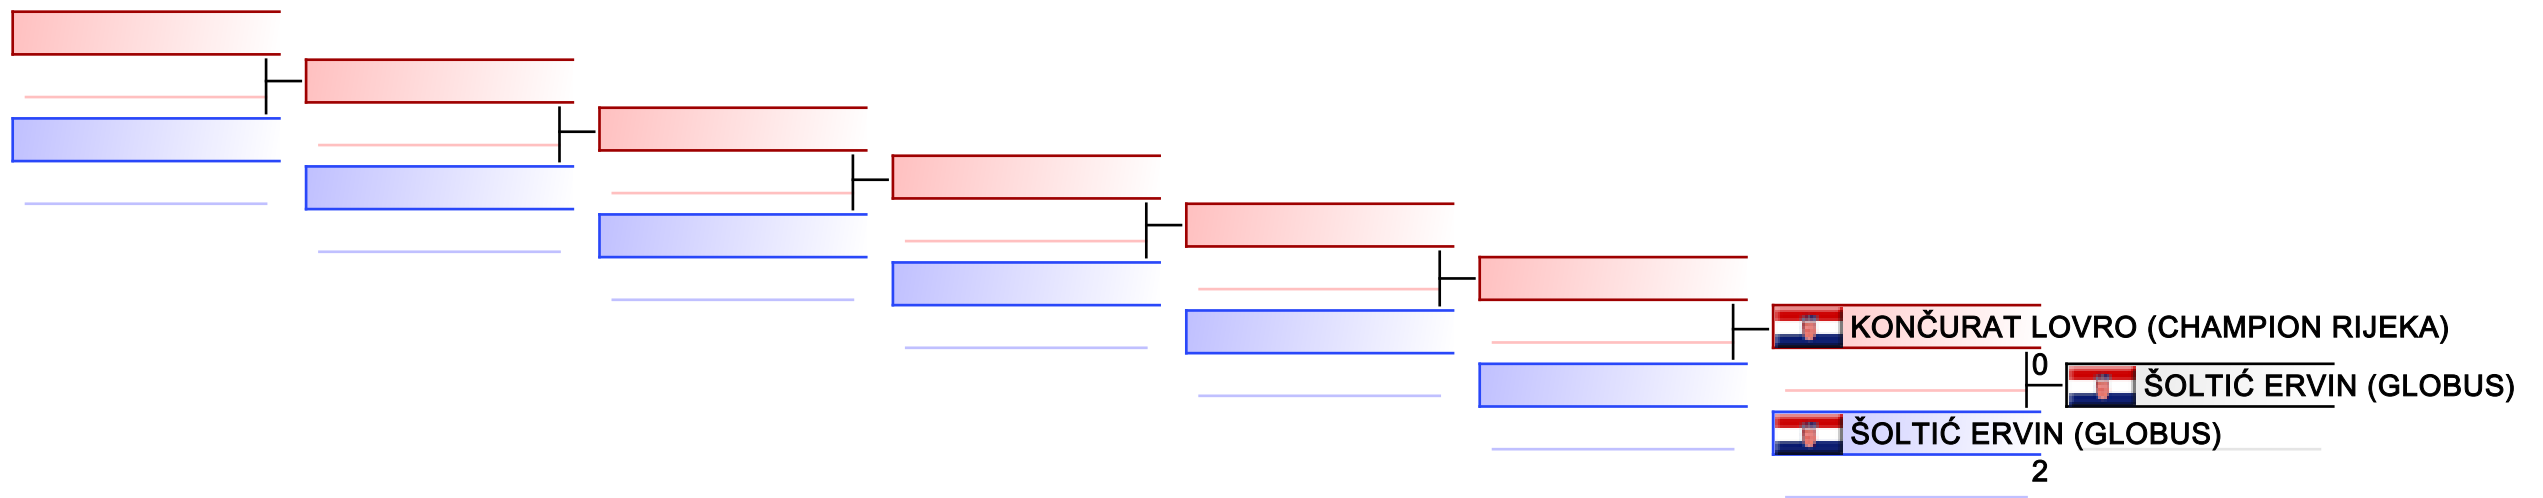 KONČURAT LOVRO (CHAMPION RIJEKA)
0
ŠOLTIĆ ERVIN (GLOBUS)
ŠOLTIĆ ERVIN (GLOBUS)
2